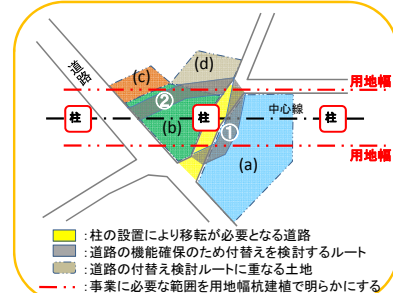 (d)
(c)
道路
用地幅
②
柱
(b)
柱
①
中心線
柱
用地幅
(a)
：柱の設置により移転が必要となる道路
：道路の機能確保のため付替えを検討するルート
：道路の付替え検討ルートに重なる土地
：事業に必要な範囲を用地幅杭建植で明らかにする